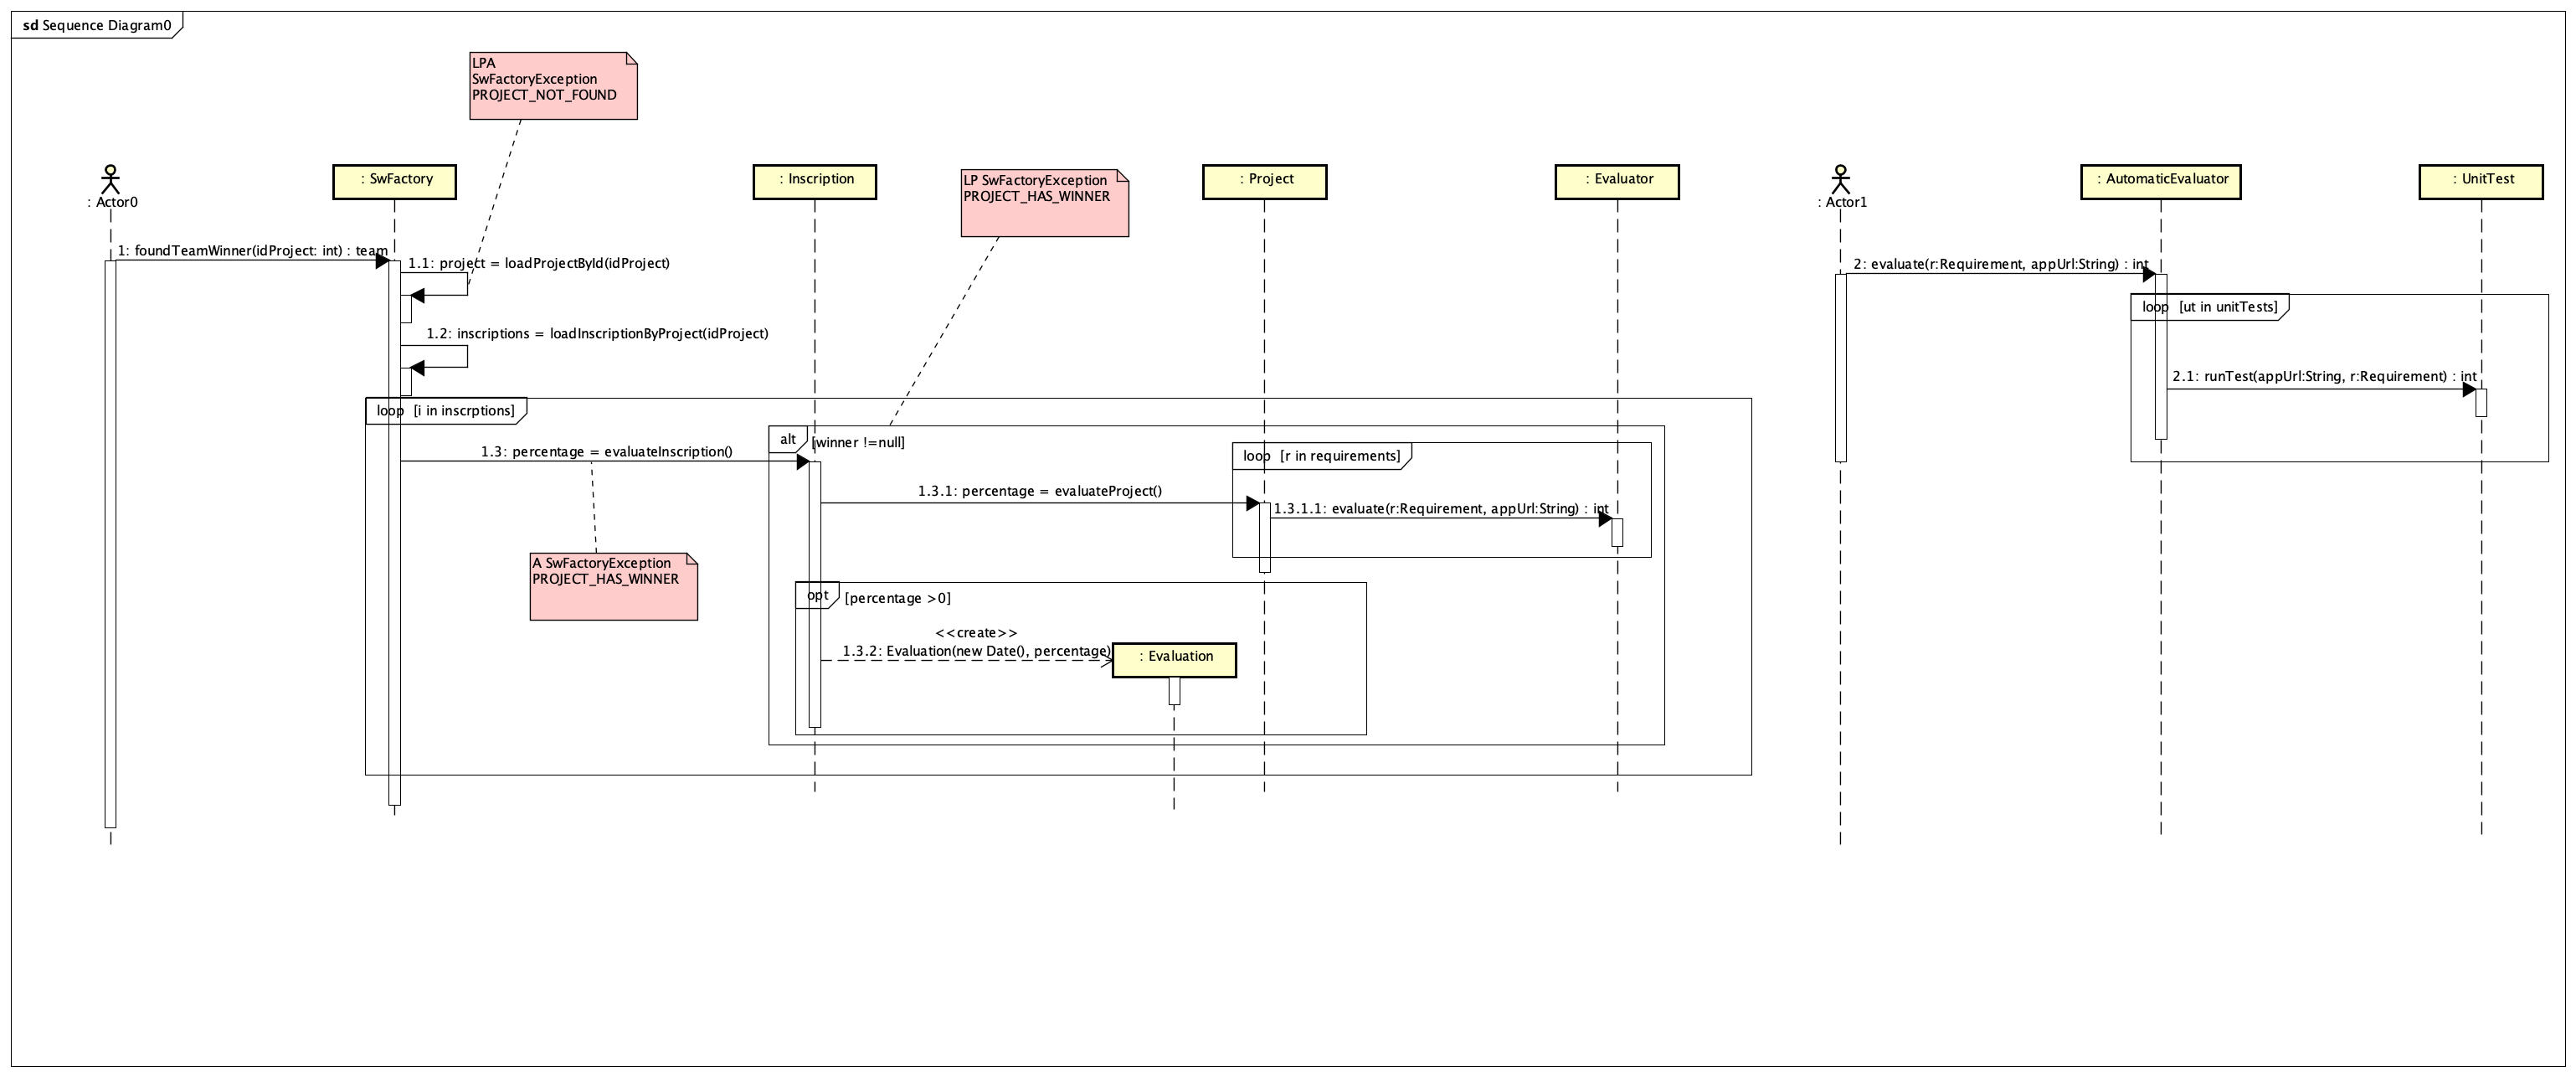 sd Sequence Diagram0
LPA
SwFactoryException
PROJECT_NOT_FOUND
: Actor0
: SwFactory
: Inscription
LP SwFactoryException
PROJECT_HAS_WINNER
: Project
: Evaluator
: Actor1
: AutomaticEvaluator
: UnitTest
1: foundTeamWinner(idProject: int) : team
1.1: project = loadProjectById(idProject)
2: evaluate(r:Requirement, appUrl:String) : int
loop [ut in unitTests]
1.2: inscriptions = loadInscriptionByProject(idProject)
2.1: runTest(appUrl:String, r:Requirement) : int
loop [i in inscrptions]
alt [winner !=null]
1.3: percentage = evaluateInscription()
loop [r in requirements]
1.3.1: percentage = evaluateProject()
1.3.1.1: evaluate(r:Requirement, appUrl:String) : int
A SwFactoryException
PROJECT_HAS_WINNER
opt [percentage >0]
<<create>>
1.3.2: Evaluation(new Date(), percentage)
: Evaluation